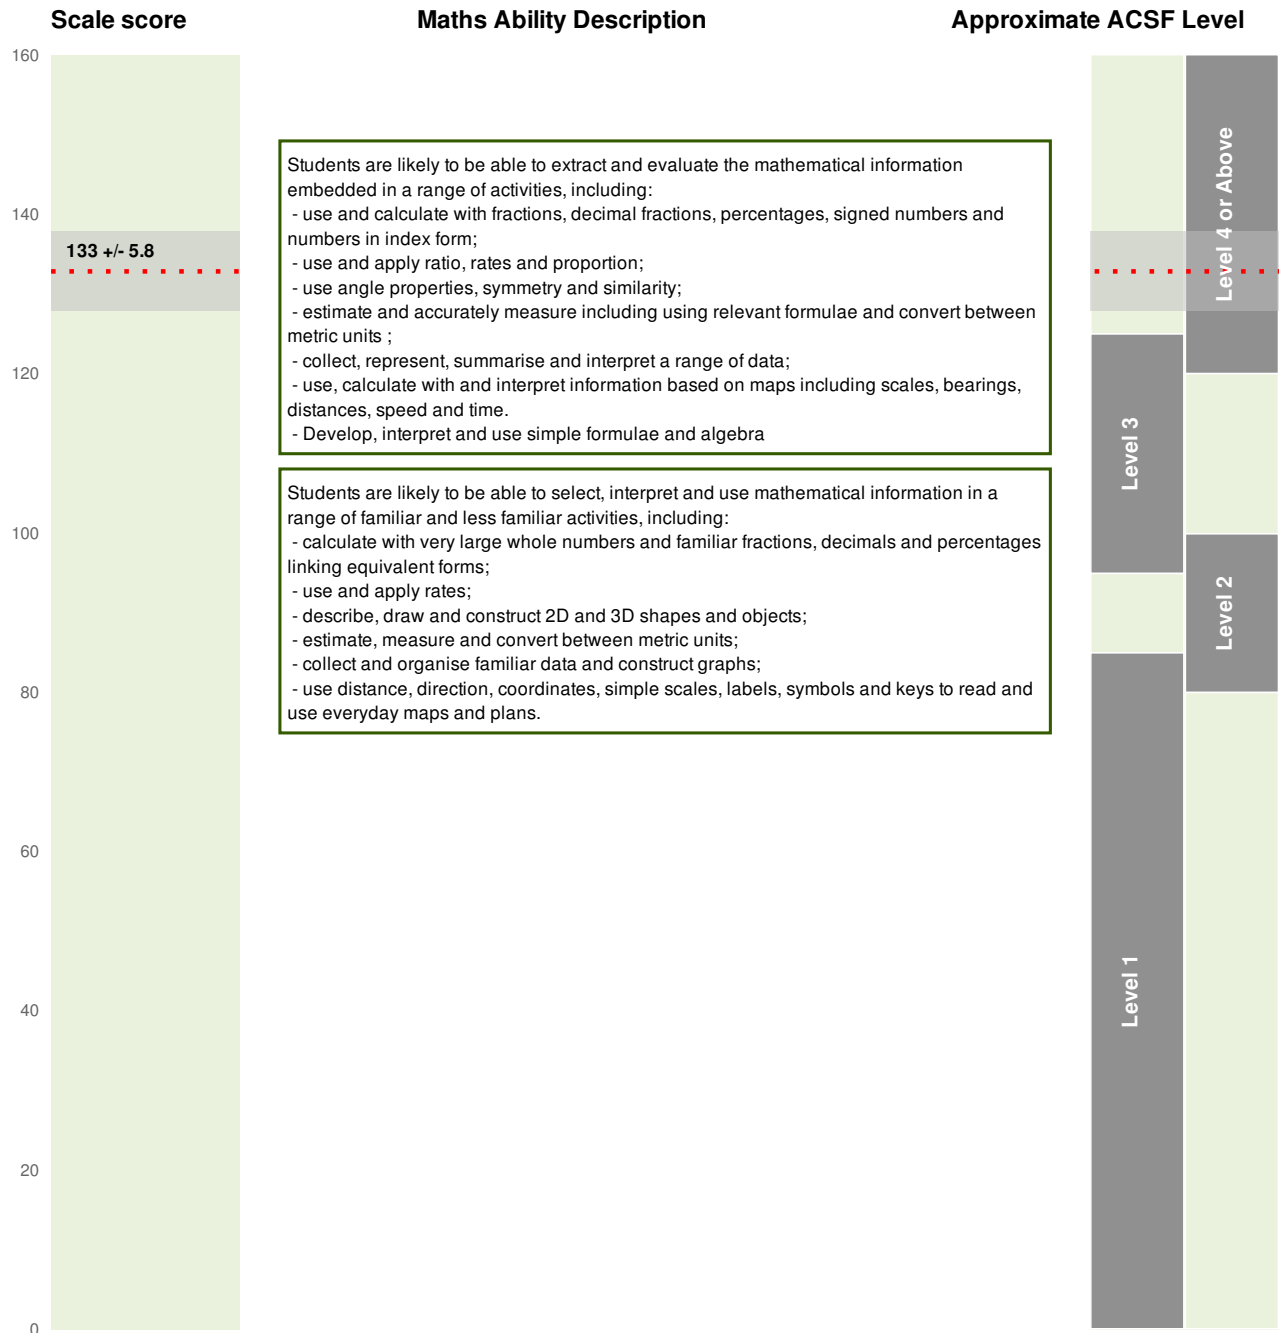 Scale score
Maths Ability Description
Approximate ACSF Level
160
140
120
100
80
60
40
20
0
133 +/- 5.8
Students are likely to be able to extract and evaluate the mathematical information
embedded in a range of activities, including:
- use and calculate with fractions, decimal fractions, percentages, signed numbers and
numbers in index form;
- use and apply ratio, rates and proportion;
- use angle properties, symmetry and similarity;
- estimate and accurately measure including using relevant formulae and convert between
metric units ;
- collect, represent, summarise and interpret a range of data;
- use, calculate with and interpret information based on maps including scales, bearings,
distances, speed and time.
- Develop, interpret and use simple formulae and algebra
Students are likely to be able to select, interpret and use mathematical information in a
range of familiar and less familiar activities, including:
- calculate with very large whole numbers and familiar fractions, decimals and percentages
linking equivalent forms;
- use and apply rates;
- describe, draw and construct 2D and 3D shapes and objects;
- estimate, measure and convert between metric units;
- collect and organise familiar data and construct graphs;
- use distance, direction, coordinates, simple scales, labels, symbols and keys to read and
use everyday maps and plans.
Level 4 or Above
Level 3
Level 2
Level 1